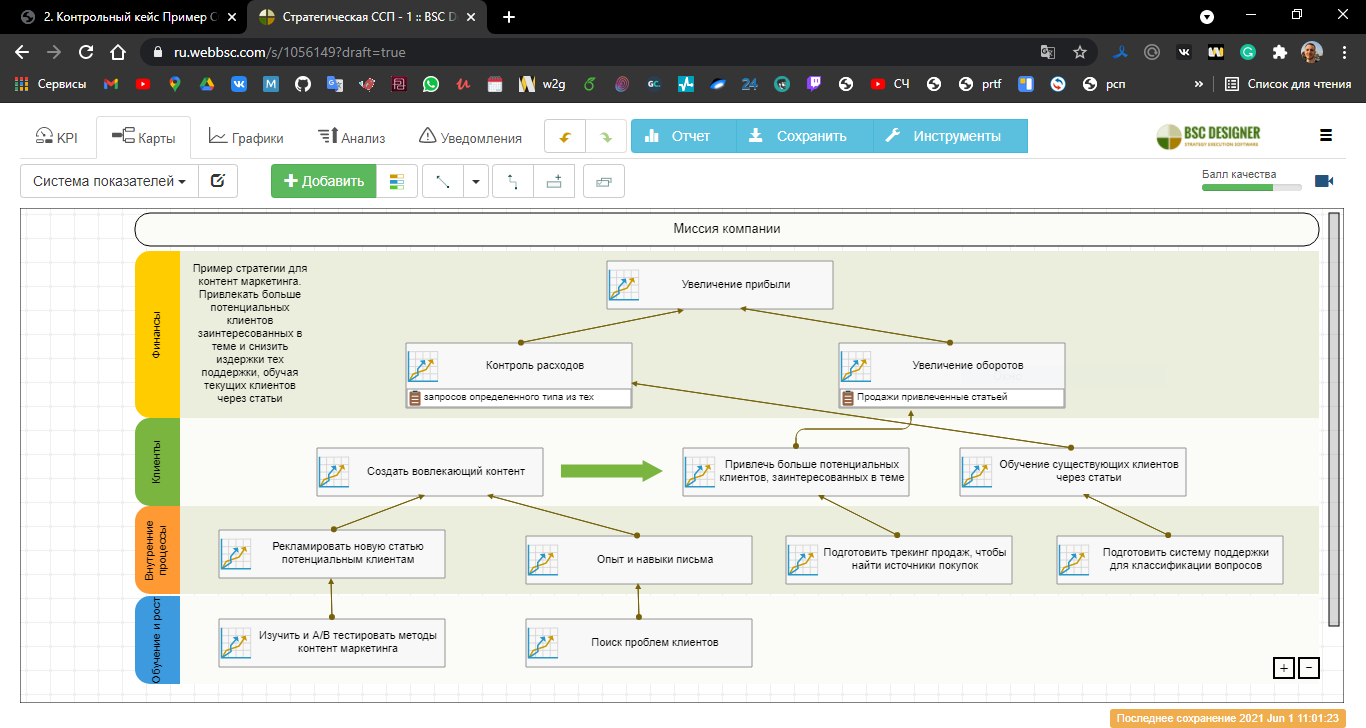 2. Контрольный кейс Пример С
Стратегическая ССП - 1 :: BSC D
ru.webbsc.com/s/1056149?draft=true
Сервисы
w2g
24
СЧ
prtf
рсп
»
Список для чтения
KPI
Карты
Графики
Анализ
Уведомления
Отчет
Сохранить
Инструменты
BSC DESIGNER
STRATEGY EXECUTION SOFTWARE
Система показателей
+ Добавить
Балл качества
Миссия компании
Финансы
Пример стратегии для
контент маркетинга.
Привлекать больше
потенциальных
клиентов
заинтересованных в
теме и снизить
издержки тех
поддержки, обучая
текущих клиентов
через статьи
Увеличение прибыли
Контроль расходов
запросов определенного типа из тех
Увеличение оборотов
Продажи привлеченные статьей
Клиенты
Создать вовлекающий контент
Привлечь больше потенциальных
клиентов, заинтересованных в теме
Обучение существующих клиентов
через статьи
Внутренние
процессы
Рекламировать новую статью
потенциальным клиентам
Опыт и навыки письма
Подготовить трекинг продаж, чтобы
найти источники покупок
Подготовить систему поддержки
для классификации вопросов
Обучение и рост
Изучить и A/B тестировать методы
контент маркетинга
Поиск проблем клиентов
+
-
Последнее сохранение 2021 Jun 1 11:01:23